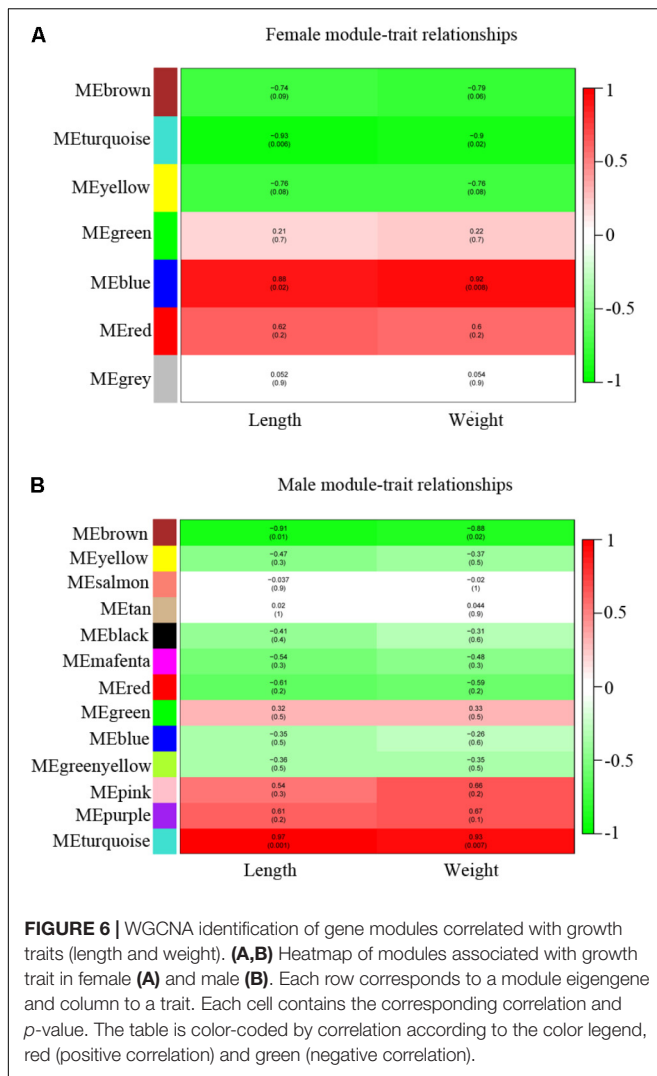 A
Female module-trait relationships
MEbrown
−0.74
(0.09)
−0.79
(0.06)
MEturquoise
−0.93
(0.006)
−0.9
(0.02)
MEyellow
−0.76
(0.08)
−0.76
(0.08)
MEgreen
0.21
(0.7)
0.22
(0.7)
MEblue
0.88
(0.02)
0.92
(0.008)
MEred
0.62
(0.2)
0.6
(0.2)
MEgrey
0.052
(0.9)
0.054
(0.9)
1
0.5
0
-0.5
-1
Length
Weight
B
Male module-trait relationships
MEbrown
−0.91
(0.01)
−0.88
(0.02)
MEyellow
−0.47
(0.3)
−0.37
(0.5)
MEsalmon
−0.037
(0.9)
−0.02
(1)
MEtan
0.02
(1)
0.044
(0.9)
MEblack
−0.41
(0.4)
−0.31
(0.6)
MEmafenta
−0.54
(0.3)
−0.48
(0.3)
MEred
−0.61
(0.2)
−0.59
(0.2)
MEgreen
0.32
(0.5)
0.33
(0.5)
MEblue
−0.35
(0.5)
−0.26
(0.6)
MEgreenyellow
−0.36
(0.5)
−0.35
(0.5)
MEpink
0.54
(0.3)
0.66
(0.2)
MEpurple
0.61
(0.2)
0.67
(0.1)
MEturquoise
0.97
(0.001)
0.93
(0.007)
1
0.5
0
-0.5
-1
Length
Weight
FIGURE 6 | WGCNA identification of gene modules correlated with growth
traits (length and weight). (A,B) Heatmap of modules associated with growth
trait in female (A) and male (B). Each row corresponds to a module eigengene
and column to a trait. Each cell contains the corresponding correlation and
p-value. The table is color-coded by correlation according to the color legend,
red (positive correlation) and green (negative correlation).